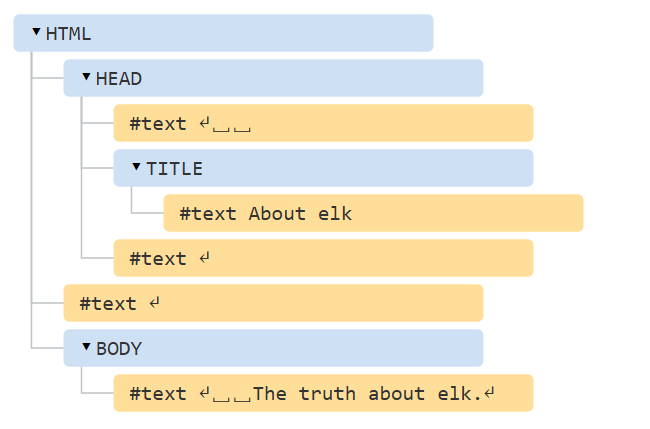 ▼ HTML
▼ HEAD
#text ↵␣␣
▼ TITLE
#text About elk
#text ↵
#text ↵
▼ BODY
#text ↵␣␣The truth about elk.↵